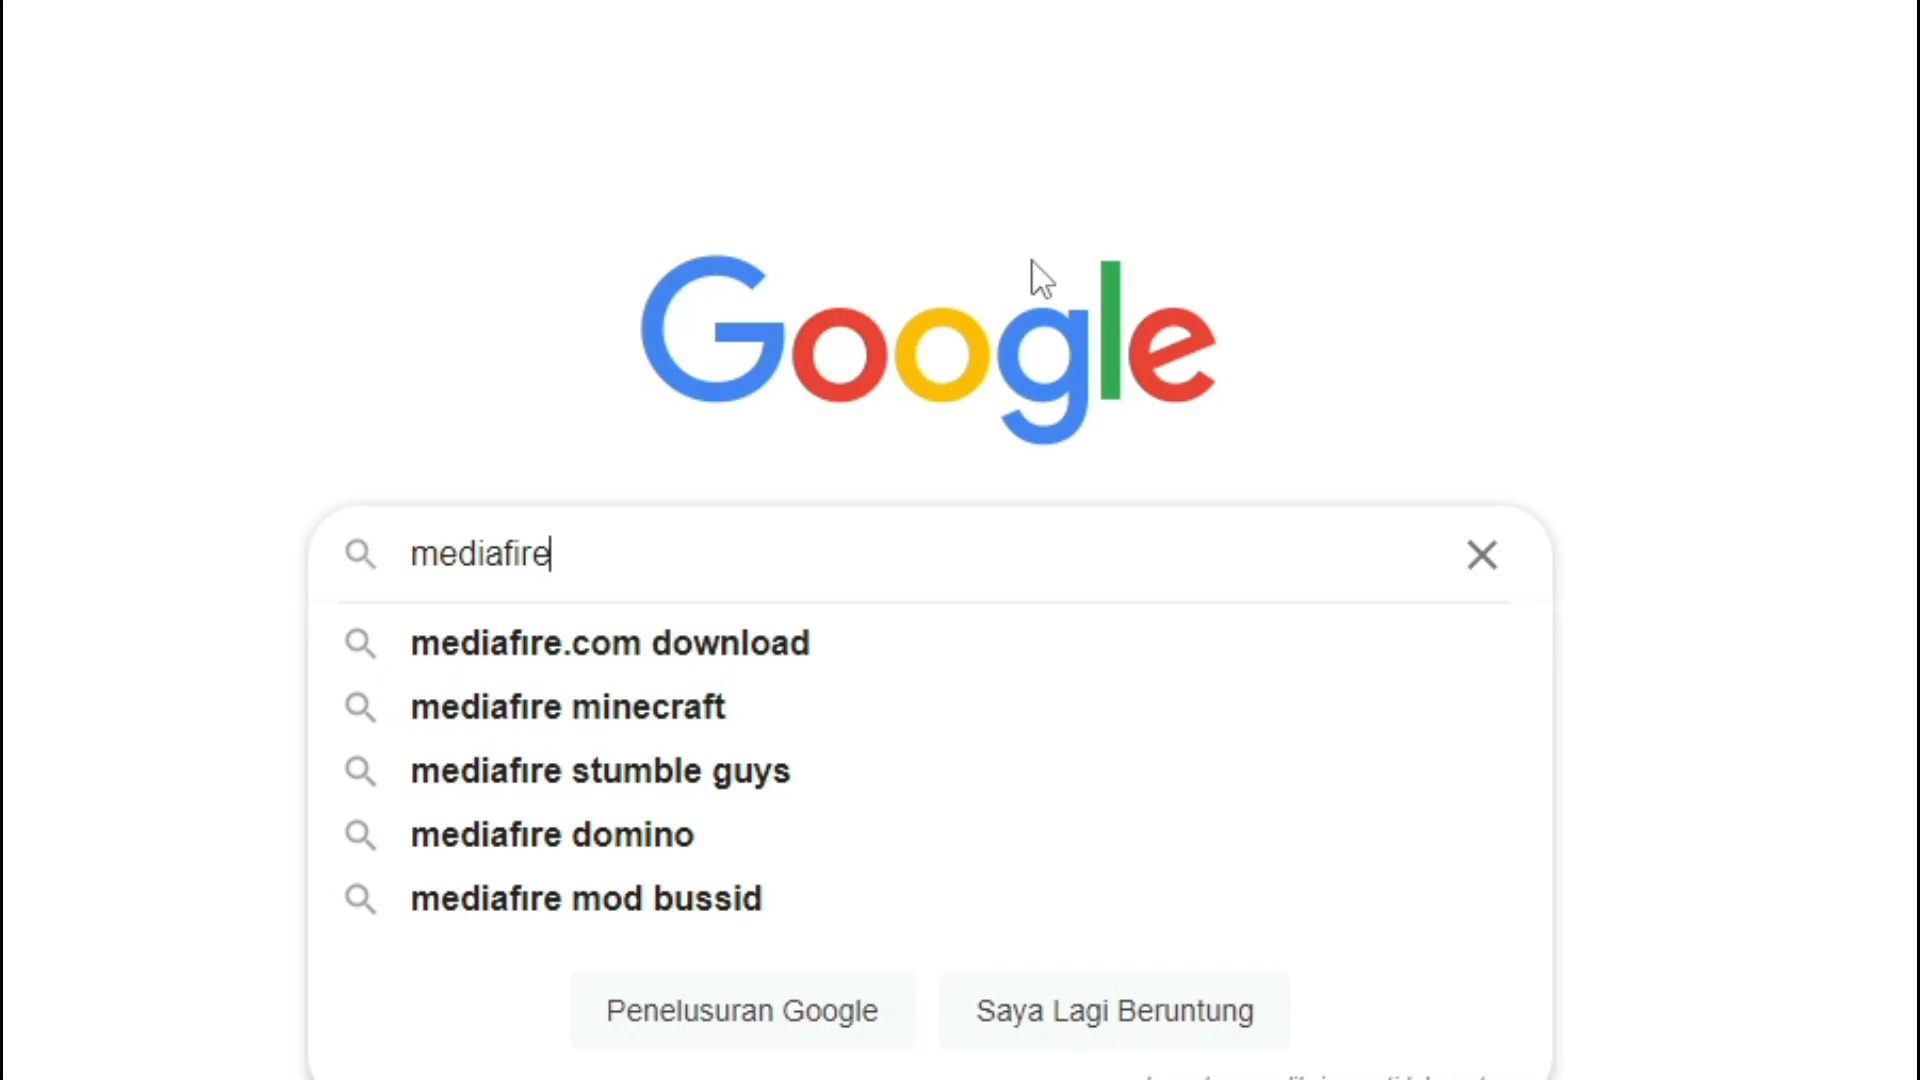 Google
mediafire
mediafire.com download
mediafire minecraft
mediafire stumble guys
mediafire domino
mediafire mod bussid
Penelusuran Google
Saya Lagi Beruntung